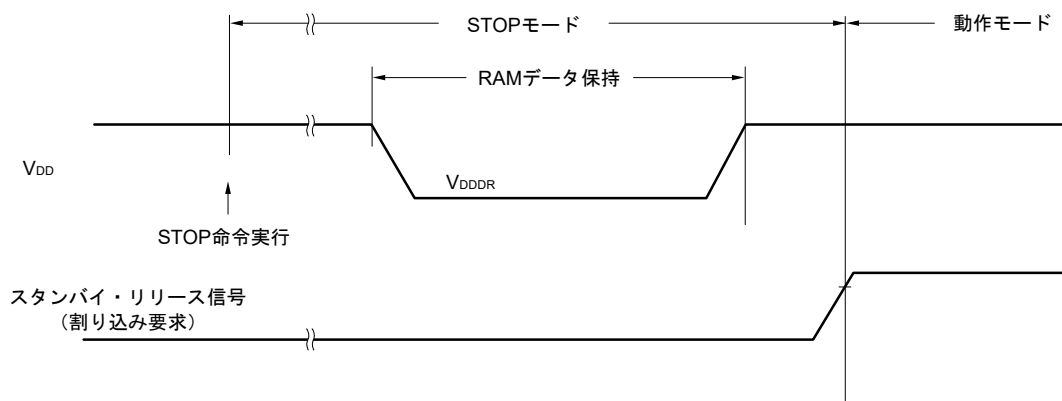 STOPモード
動作モード
RAMデータ保持
VDD
VDDDR
STOP命令実行
スタンバイ・リリース信号
（割り込み要求）